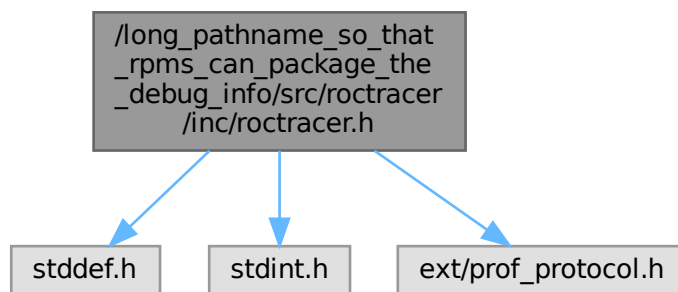 /long_pathname_so_that
_rpms_can_package_the
_debug_info/src/roctracer
/inc/roctracer.h
stddef.h
stdint.h
ext/prof_protocol.h